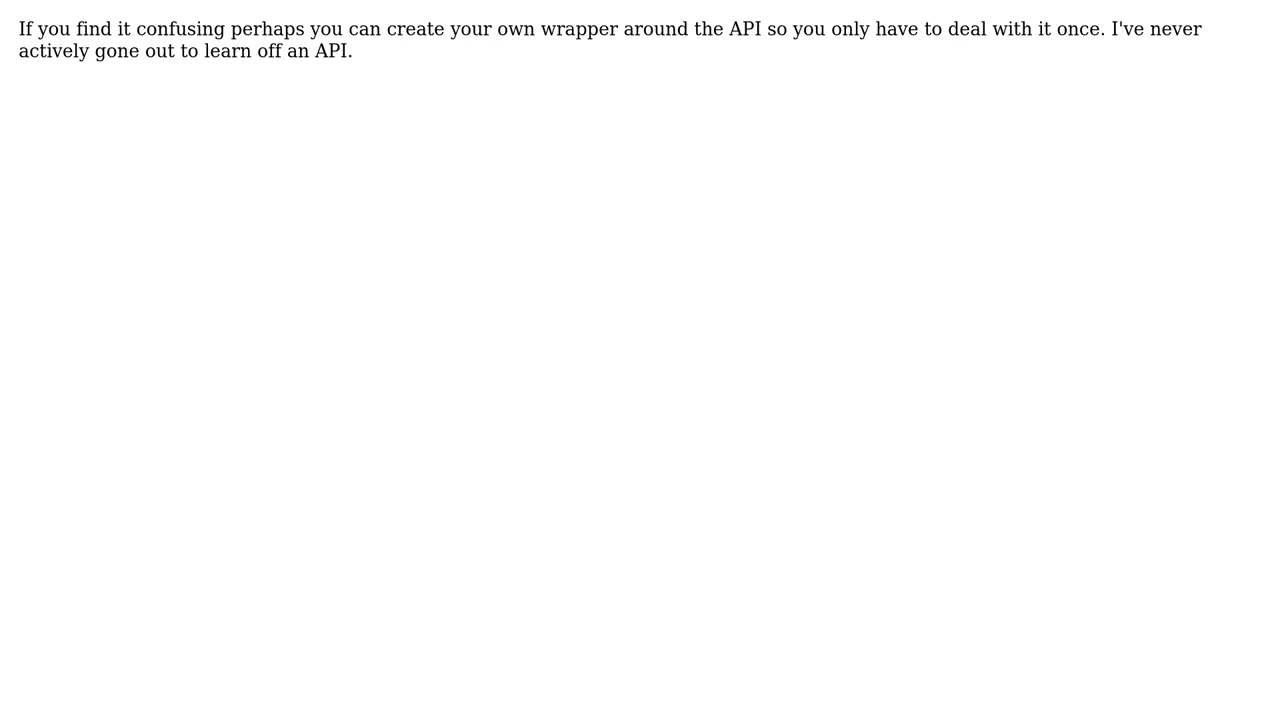 If you find it confusing perhaps you can create your own wrapper around the API so you only have to deal with it once. I've never
actively gone out to learn off an API.